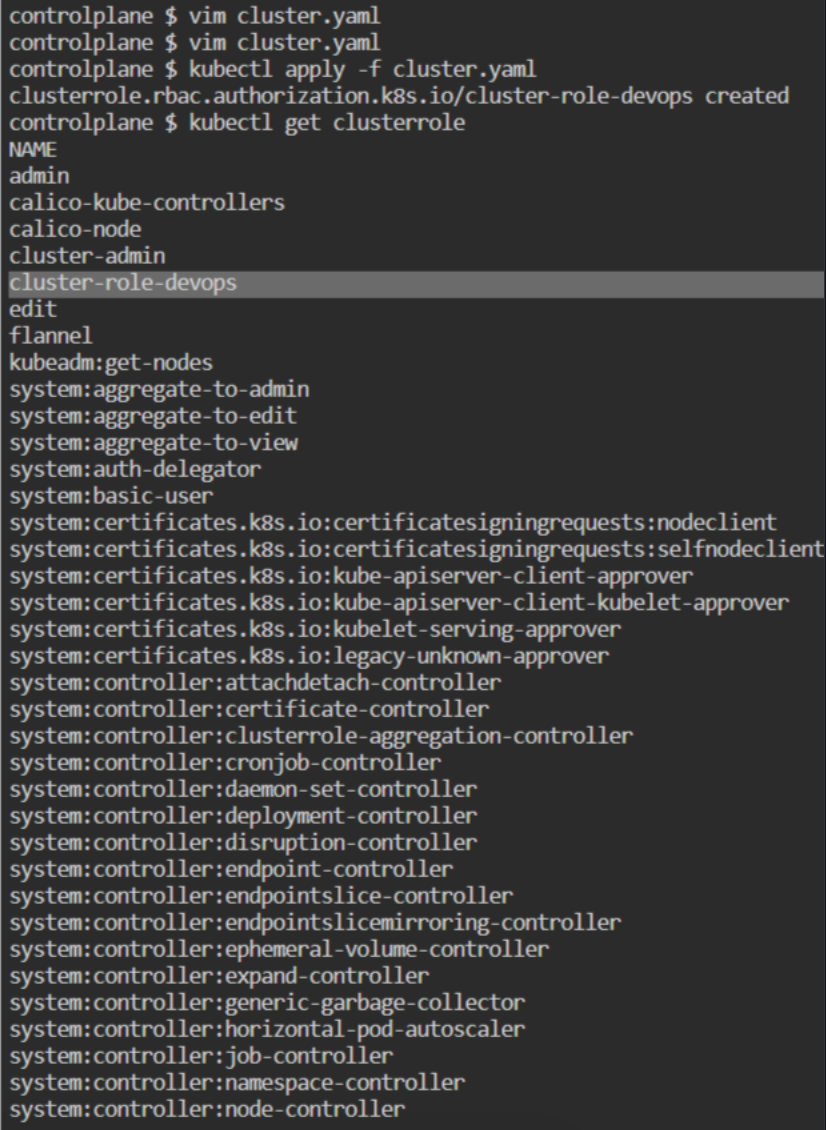 controlplane $ vim cluster.yaml
controlplane $ vim cluster.yaml
controlplane $ kubectl apply -f cluster.yaml
clusterrole.rbac.authorization.k8s.io/cluster-role-devops created
controlplane $ kubectl get clusterrole
NAME
admin
calico-kube-controllers
calico-node
cluster-admin
cluster-role-devops
edit
flannel
kubeadm:get-nodes
system:aggregate-to-admin
system:aggregate-to-edit
system:aggregate-to-view
system:auth-delegator
system:basic-user
system:certificates.k8s.io:certificatesigningrequests:nodeclient
system:certificates.k8s.io:certificatesigningrequests:selfnodeclient
system:certificates.k8s.io:kube-apiserver-client-approver
system:certificates.k8s.io:kube-apiserver-client-kubelet-approver
system:certificates.k8s.io:kubelet-serving-approver
system:certificates.k8s.io:legacy-unknown-approver
system:controller:attachdetach-controller
system:controller:certificate-controller
system:controller:clusterrole-aggregation-controller
system:controller:cronjob-controller
system:controller:daemon-set-controller
system:controller:deployment-controller
system:controller:disruption-controller
system:controller:endpoint-controller
system:controller:endpointslice-controller
system:controller:endpointslicemirroring-controller
system:controller:ephemeral-volume-controller
system:controller:expand-controller
system:controller:generic-garbage-collector
system:controller:horizontal-pod-autoscaler
system:controller:job-controller
system:controller:namespace-controller
system:controller:node-controller